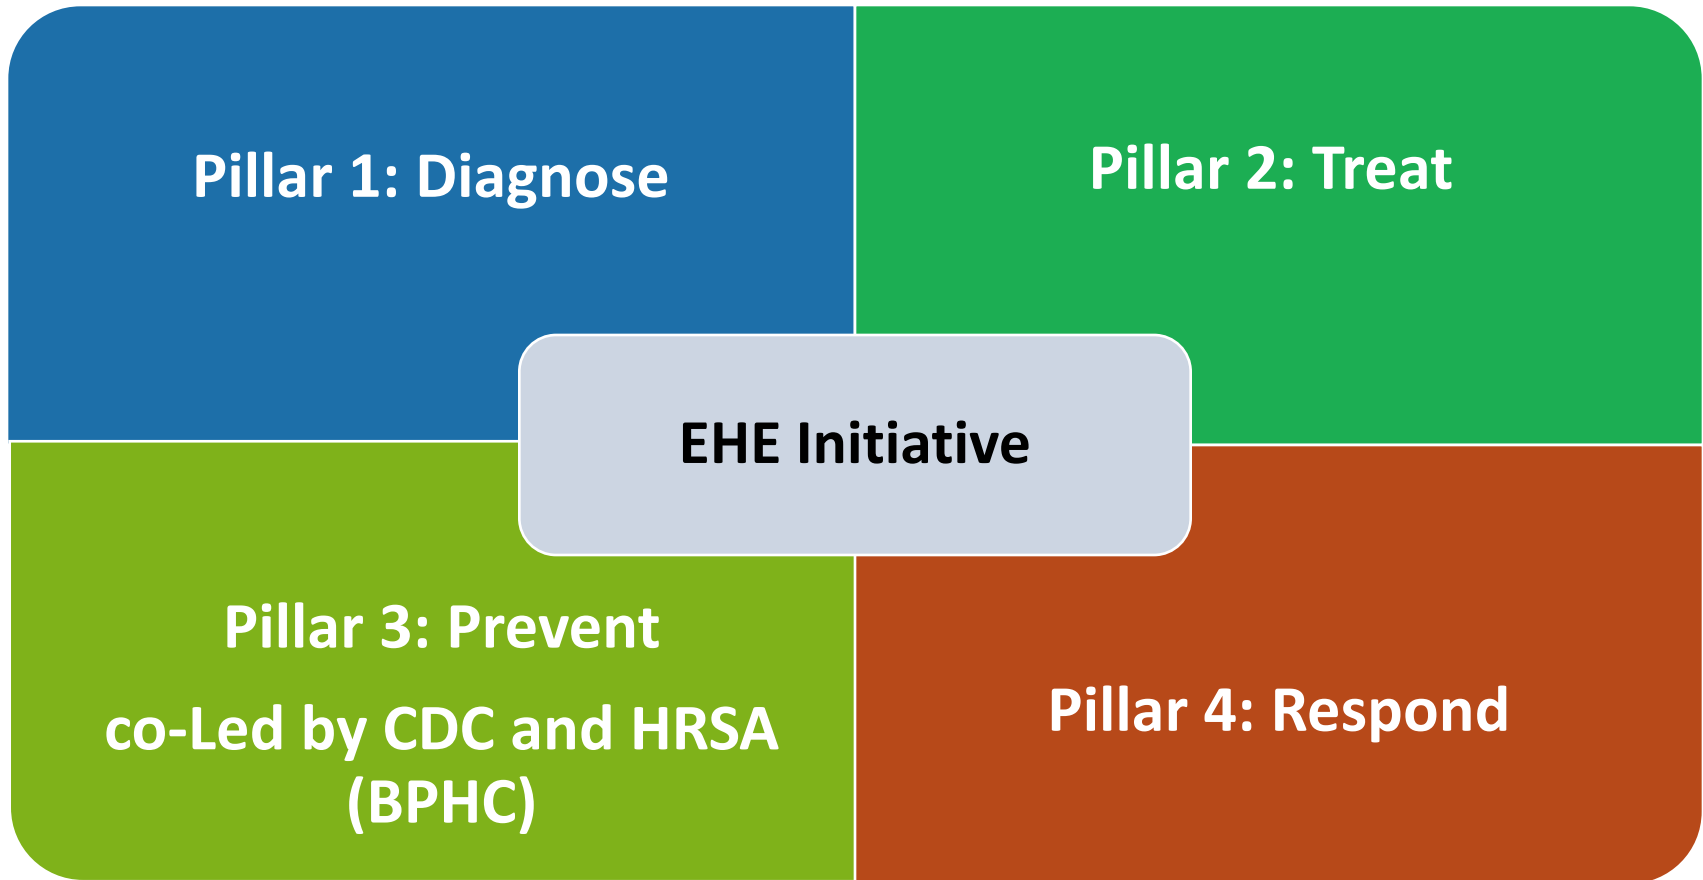 Pillar 1: Diagnose
Pillar 2: Treat
EHE Initiative
Pillar 3: Prevent
co-Led by CDC and HRSA
(BPHC)
Pillar 4: Respond